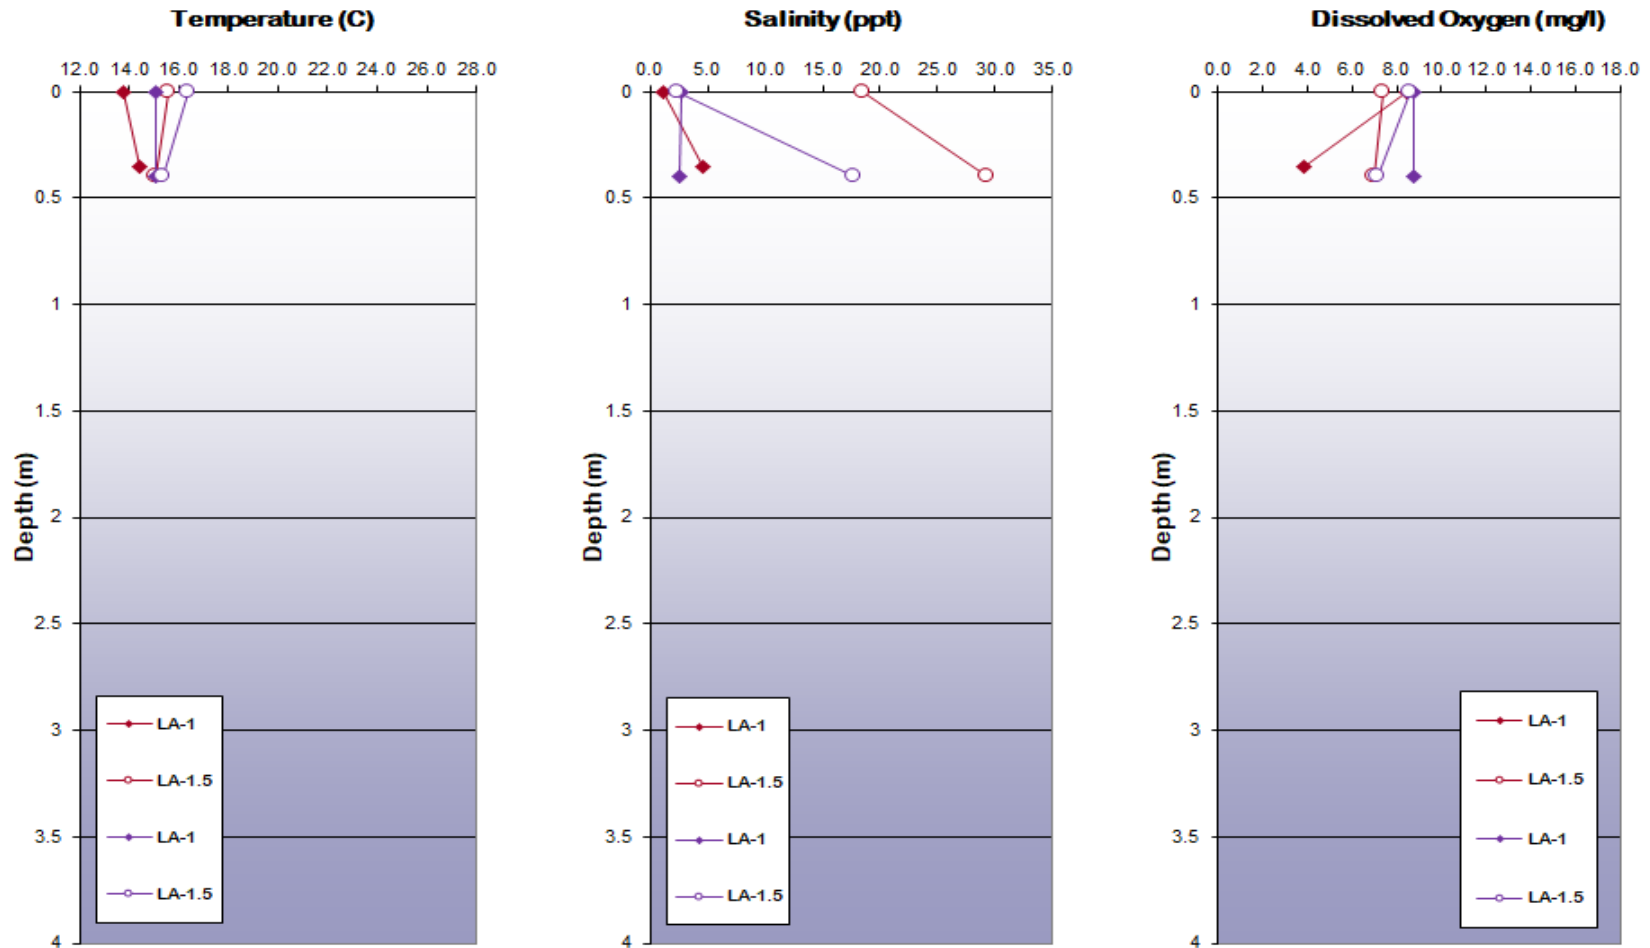 Temperature (C)
12.0 14.0 16.0 18.0 20.0 22.0 24.0 26.0 28.0
0
0.5
1
1.5
2
2.5
3
3.5
4
Depth (m)
LA-1
LA-1.5
LA-1
LA-1.5
Salinity (ppt)
0.0 5.0 10.0 15.0 20.0 25.0 30.0 35.0
0
0.5
1
1.5
2
2.5
3
3.5
4
Depth (m)
LA-1
LA-1.5
LA-1
LA-1.5
Dissolved Oxygen (mg/l)
0.0 2.0 4.0 6.0 8.0 10.0 12.0 14.0 16.0 18.0
0
0.5
1
1.5
2
2.5
3
3.5
4
Depth (m)
LA-1
LA-1.5
LA-1
LA-1.5